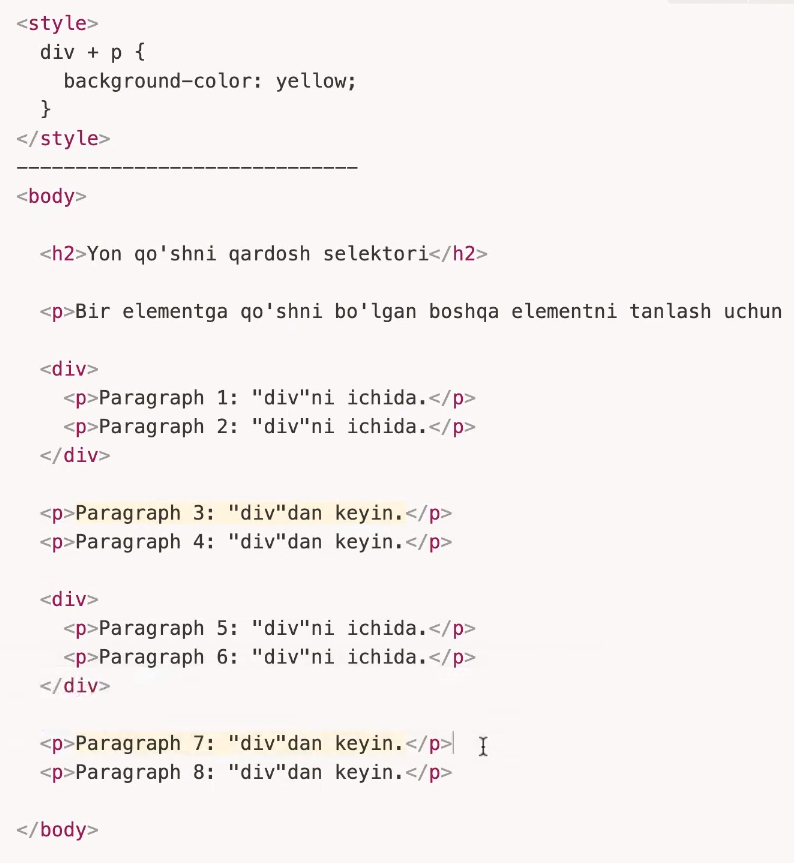 <style>
div + p {
background-color: yellow;
}
</style>
-----------------------------
<body>
<h2>Yon qo'shni qardosh selektori</h2>
<p>Bir elementga qo'shni bo'lgan boshqa elementni tanlash uchun
<div>
<p>Paragraph 1: "div"ni ichida.</p>
<p>Paragraph 2: "div"ni ichida.</p>
</div>
<p>Paragraph 3: "div"dan keyin.</p>
<p>Paragraph 4: "div"dan keyin.</p>
<div>
<p>Paragraph 5: "div"ni ichida.</p>
<p>Paragraph 6: "div"ni ichida.</p>
</div>
<p>Paragraph 7: "div"dan keyin.</p>
<p>Paragraph 8: "div"dan keyin.</p>
</body>